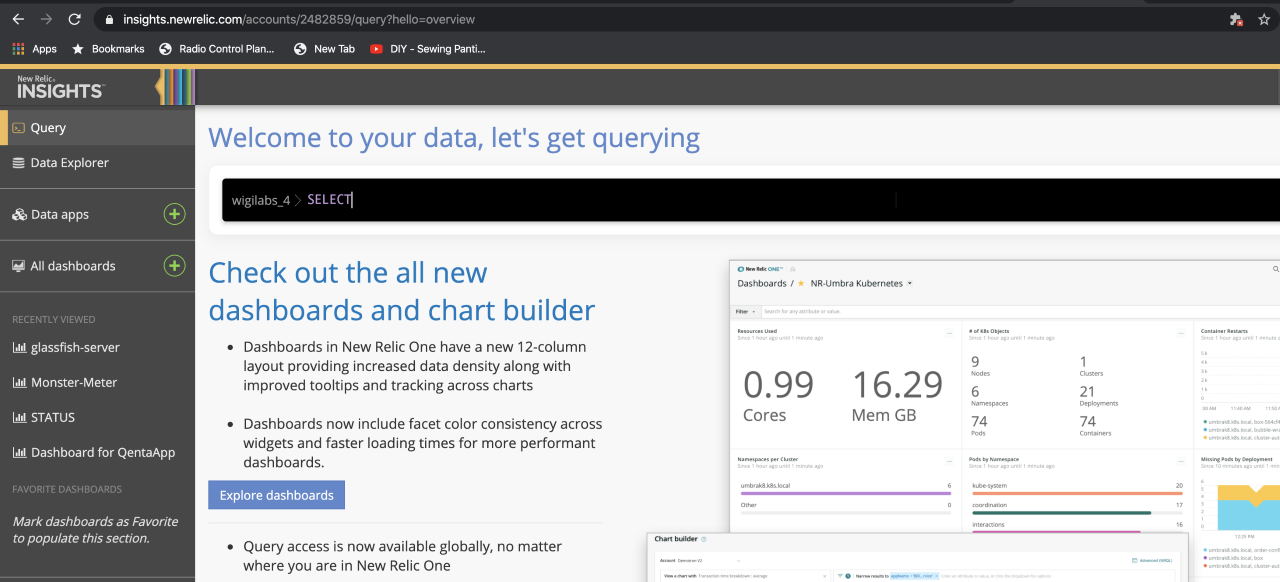 insights.newrelic.com/accounts/2482859/query?hello=overview
Apps
Bookmarks
Radio Control Plan...
New Tab
DIY - Sewing Panti...
New Relic®
INSIGHTS™
Query
Data Explorer
Data apps
All dashboards
RECENTLY VIEWED
glassfish-server
Monster-Meter
STATUS
Dashboard for QentaApp
FAVORITE DASHBOARDS
Mark dashboards as Favorite
to populate this section.
Welcome to your data, let's get querying
wigilabs_4 > SELECT
Check out the all new
dashboards and chart builder
• Dashboards in New Relic One have a new 12-column
layout providing increased data density along with
improved tooltips and tracking across charts
• Dashboards now include facet color consistency across
widgets and faster loading times for more performant
dashboards.
Explore dashboards
• Query access is now available globally, no matter
where you are in New Relic One
New Relic ONE™
Dashboards / NR-Umbra Kubernetes
Filter
Search for any attribute or value.
Resources Used
Since 1 hour ago until 1 minute ago
0.99
Cores
16.29
Mem GB
# of K8s Objects
Since 1 hour ago until 1 minute ago
9
Nodes
1
Clusters
6
Namespaces
21
Deployments
74
Pods
74
Containers
Container Restarts
Since 1 hour ago until 1 minute
Namespaces per Cluster
Since 1 hour ago until 1 minute ago
umbrak8.k8s.local 6
Other 0
Pods by Namespace
Since 1 hour ago until 1 minute ago
kube-system 20
coordination 17
interactions 16
Missing Pods by Deployment
Since 10 minutes ago until
12:25 PM
Chart builder
Account Demotron V2
Advanced (NRQL)
View a chart with Transaction time breakdown: average
Narrow results to